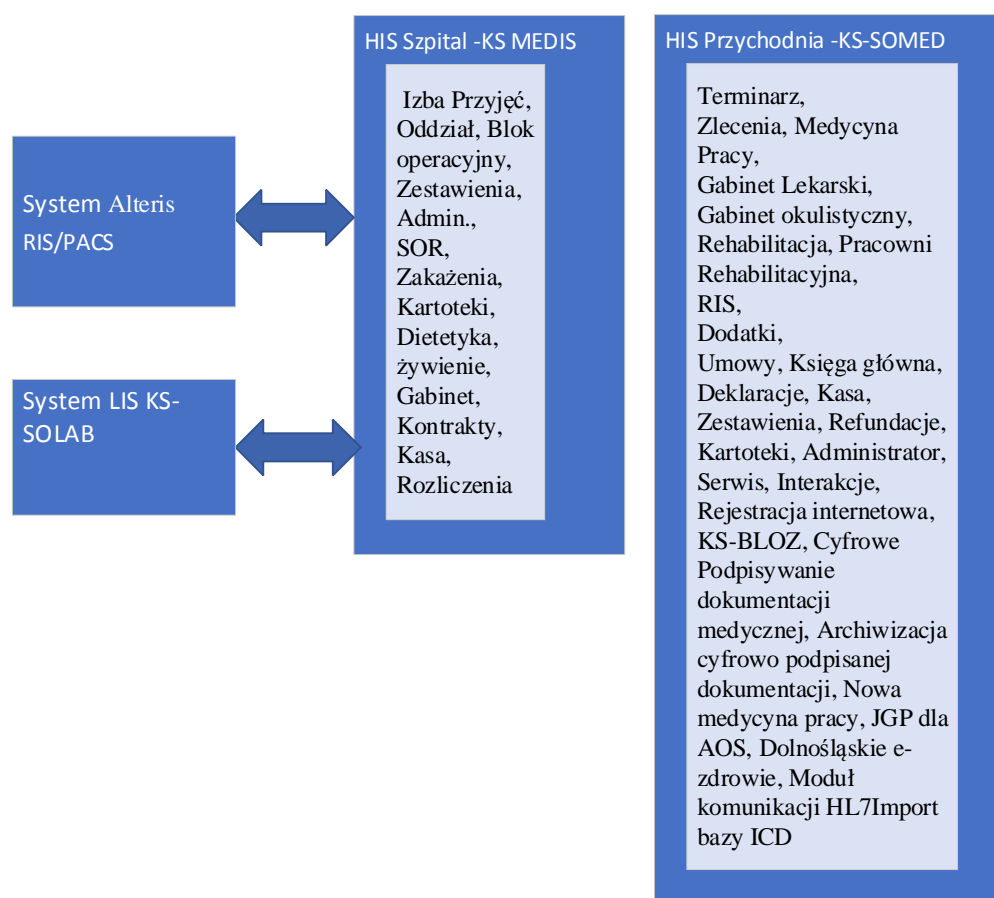 System Alteris
RIS/PACS
System LIS KS-
SOLAB
HIS Szpital -KS MEDIS
Izba Przyjęć,
Oddział, Blok
operacyjny,
Zestawienia,
Admin.,
SOR,
Zakażenia,
Kartoteki,
Dietetyka,
żywienie,
Gabinet,
Kontrakty,
Kasa,
Rozliczenia
HIS Przychodnia -KS-SOMED
Terminarz,
Zlecenia, Medycyna
Pracy,
Gabinet Lekarski,
Gabinet okulistyczny,
Rehabilitacja, Pracowni
Rehabilitacyjna,
RIS,
Dodatki,
Umowy, Księga główna,
Deklaracje, Kasa,
Zestawienia, Refundacje,
Kartoteki, Administrator,
Serwis, Interakcje,
Rejestracja internetowa,
KS-BLOZ, Cyfrowe
Podpisywanie
dokumentacji
medycznej, Archiwizacja
cyfrowo podpisanej
dokumentacji, Nowa
medycyna pracy, JGP dla
AOS, Dolnośląskie e-
zdrowie, Moduł
komunikacji HL7Import
bazy ICD